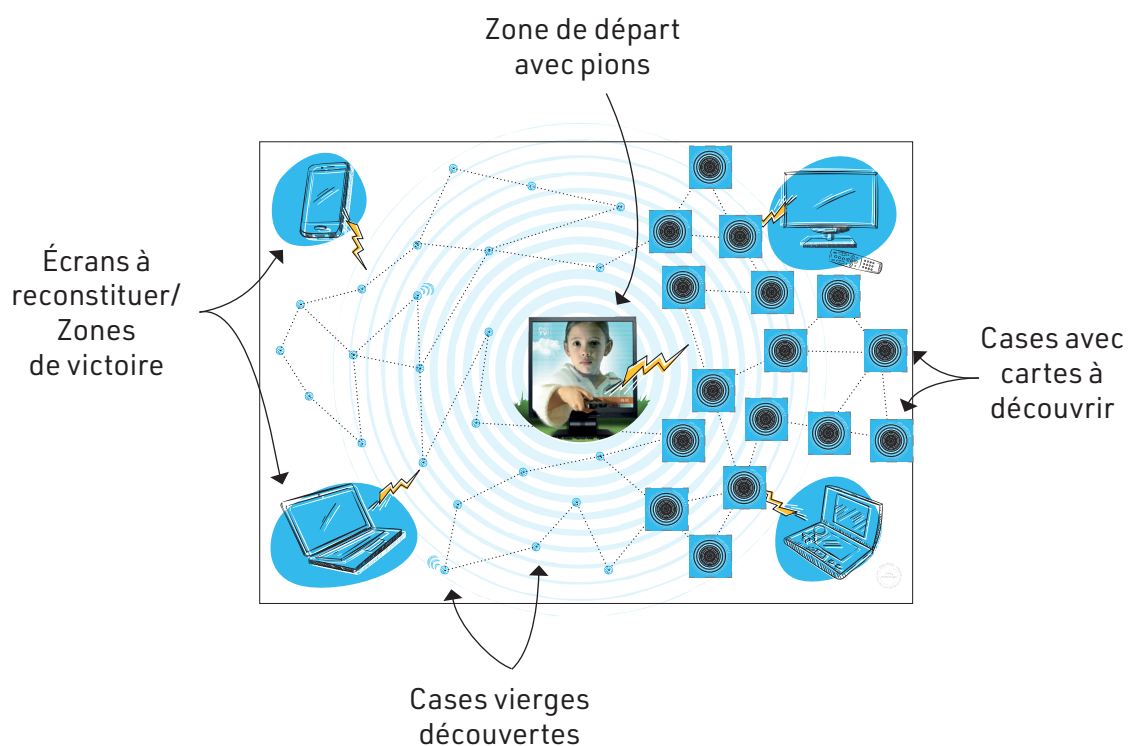 Zone de départ
avec pions
Écrans à
reconstituer/
Zones
de victoire
Cases avec
cartes à
découvrir
Cases vierges
découvertes